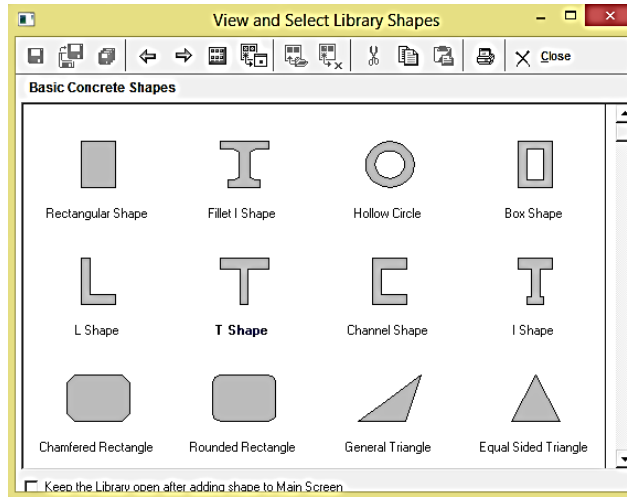 View and Select Library Shapes
Close
Basic Concrete Shapes
Rectangular Shape Fillet I Shape Hollow Circle Box Shape
L Shape T Shape Channel Shape I Shape
Chamfered Rectangle Rounded Rectangle General Triangle Equal Sided Triangle
Keep the Library open after adding shape to Main Screen